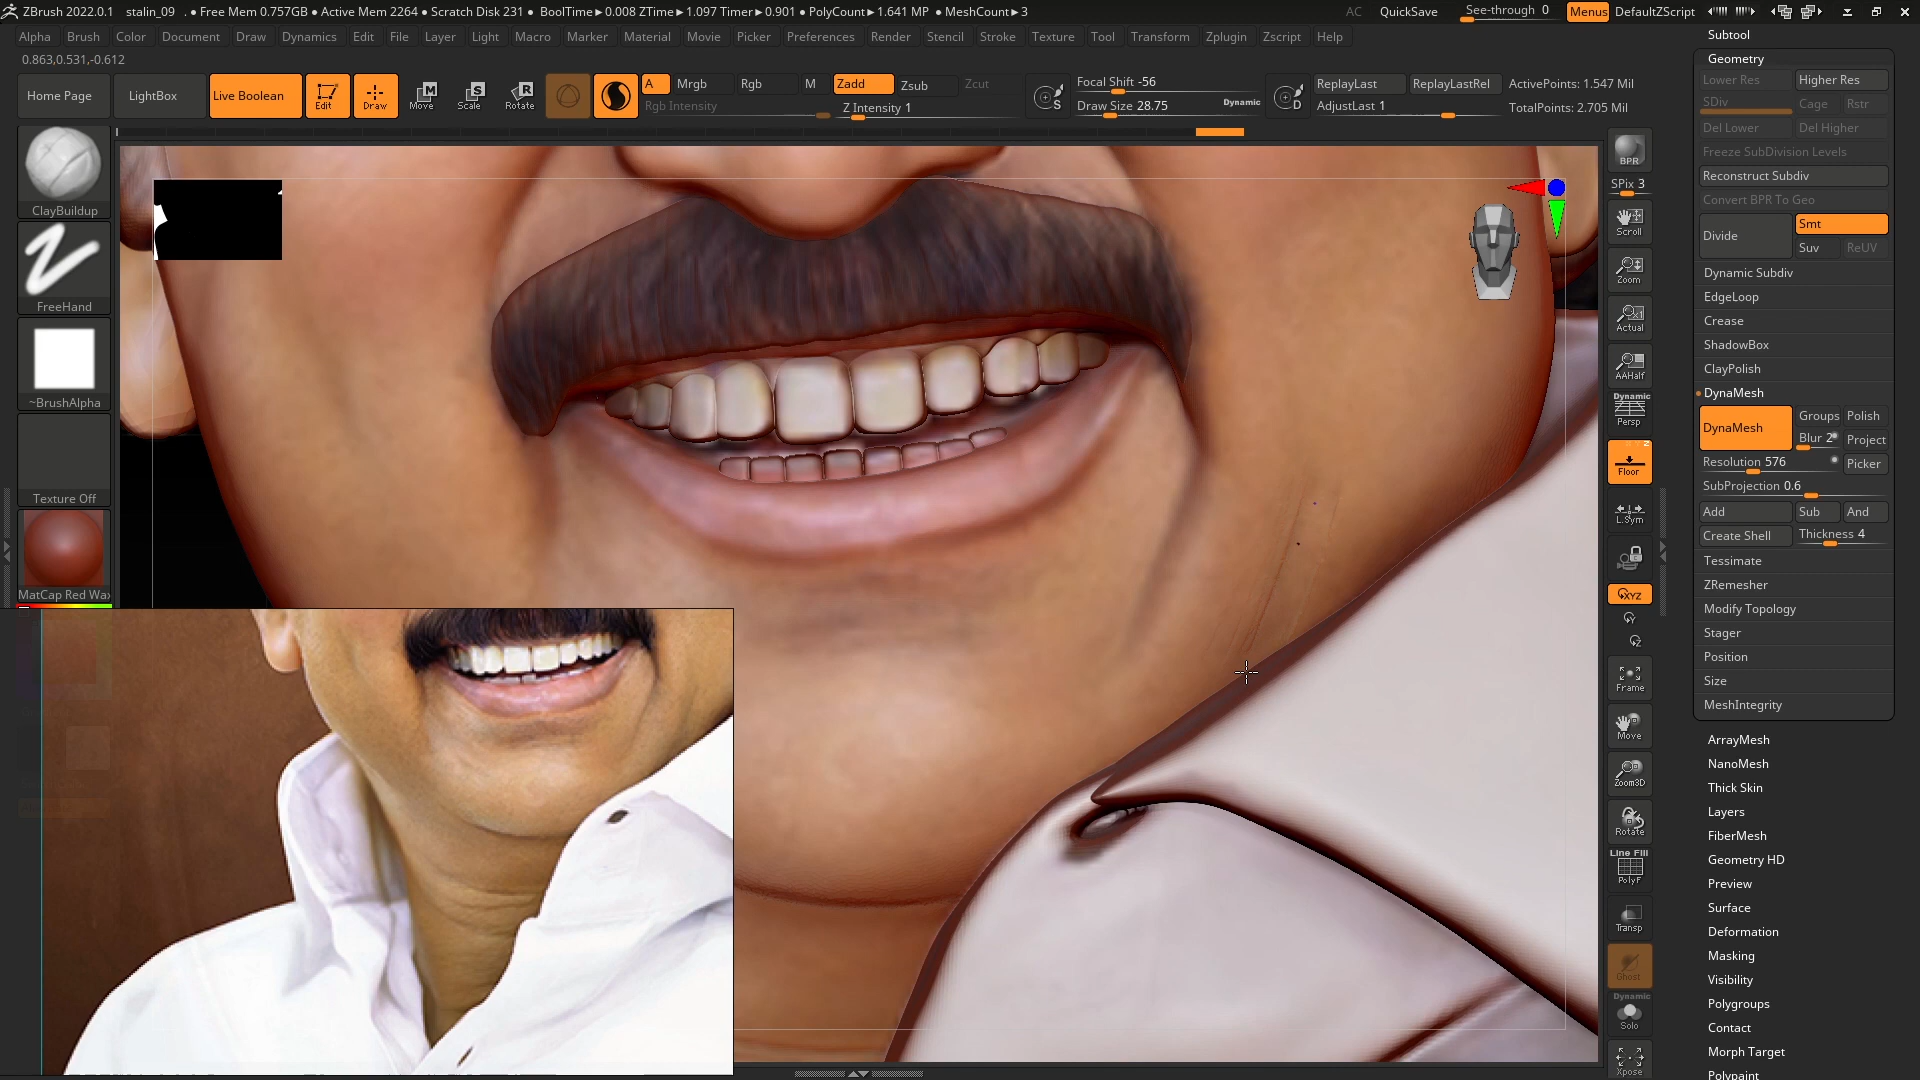 ZBrush 2022.0.1 stalin_09 . ● Free Mem 0.757GB ● Active Mem 2264 ● Scratch Disk 231 ● BoolTime►0.008 ZTime►1.097 Timer►0.901 ● PolyCount►1.641 MP ● MeshCount►3 AC QuickSave See-through 0 Menus DefaultZScript
Alpha Brush Color Document Draw Dynamics Edit File Layer Light Macro Marker Material Movie Picker Preferences Render Stencil Stroke Texture Tool Transform Zplugin Zscript Help
0.863,0.531,-0.612
Home Page LightBox Live Boolean Edit Draw Move Scale Rotate
A Mrgb Rgb M Zadd Zsub Zcut
Rgb Intensity Z Intensity 1
Focal Shift -56
Draw Size 28.75 Dynamic
S D
ReplayLast ReplayLastRel ActivePoints: 1.547 Mil
AdjustLast 1 TotalPoints: 2.705 Mil
ClayBuildup
FreeHand
~BrushAlpha
Texture Off
MatCap Red Wax
BPR
SPix 3
Scroll
Zoom
Actual
AAHalf
Dynamic
Persp
Floor
L.Sym
XYZ
Frame
Move
Zoom3D
Rotate
Line Fill
PolyF
Transp
Ghost
Dynamic
Solo
Xpose
Subtool
Geometry
Lower Res Higher Res
SDiv Cage Rstr
Del Lower Del Higher
Freeze SubDivision Levels
Reconstruct Subdiv
Convert BPR To Geo
Divide Smt
Suv ReUV
Dynamic Subdiv
EdgeLoop
Crease
ShadowBox
ClayPolish
DynaMesh
DynaMesh Groups Polish
Blur 2 Project
Resolution 576 Picker
SubProjection 0.6
Add Sub And
Create Shell Thickness 4
Tessimate
ZRemesher
Modify Topology
Stager
Position
Size
MeshIntegrity
ArrayMesh
NanoMesh
Thick Skin
Layers
FiberMesh
Geometry HD
Preview
Surface
Deformation
Masking
Visibility
Polygroups
Contact
Morph Target
Polypaint